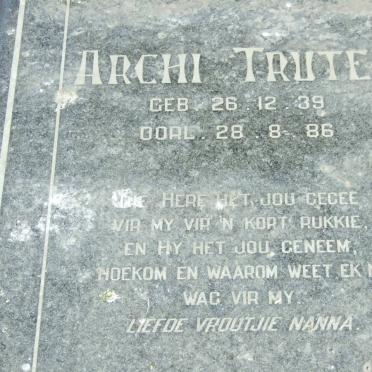 ARCHI TRUTE
GEB. 26.12.39
OORL. 28.8-86
HERE HET JOU GEGEE
VIR MY VIR 'N KORT RUKKIE,
EN HY HET JOU GENEEM,
HOEKOM EN WAAROM WEET EK N
WAG VIR MY.
LIEFDE VROUTJIE NANNA.